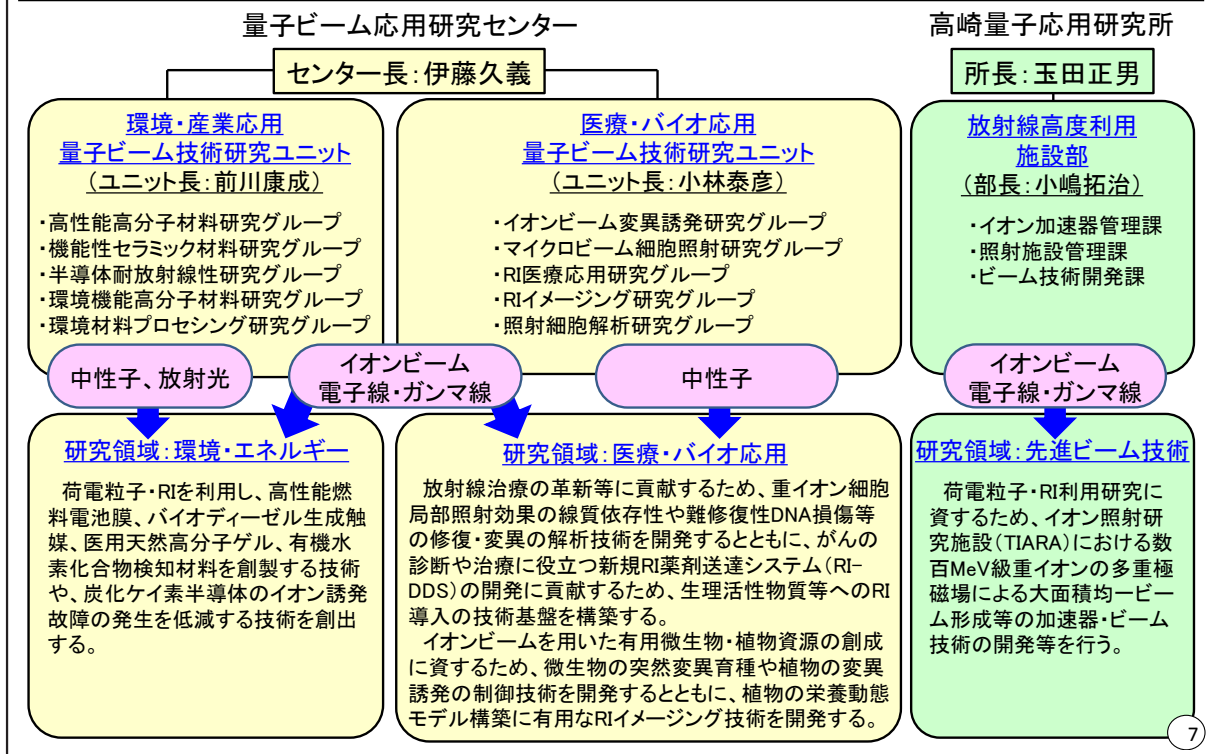 量子ビーム応用研究センター
センター長:伊藤久義
環境・産業応用
量子ビーム技術研究ユニット
(ユニット長:前川康成)
・高性能高分子材料研究グループ
・機能性セラミック材料研究グループ
・半導体耐放射線性研究グループ
・環境機能高分子材料研究グループ
・環境材料プロセシング研究グループ
医療・バイオ応用
量子ビーム技術研究ユニット
(ユニット長:小林泰彦)
・イオンビーム変異誘発研究グループ
・マイクロビーム細胞照射研究グループ
・RI医療応用研究グループ
・RIイメージング研究グループ
・照射細胞解析研究グループ
高崎量子応用研究所
所長:玉田正男
放射線高度利用
施設部
(部長:小嶋拓治)
・イオン加速器管理課
・照射施設管理課
・ビーム技術開発課
中性子、放射光
イオンビーム
電子線・ガンマ線
中性子
イオンビーム
電子線・ガンマ線
研究領域:環境・エネルギー
荷電粒子・RIを利用し、高性能燃
料電池膜、バイオディーゼル生成触
媒、医用天然高分子ゲル、有機水
素化合物検知材料を創製する技術
や、炭化ケイ素半導体のイオン誘発
故障の発生を低減する技術を創出
する。
研究領域:医療・バイオ応用
放射線治療の革新等に貢献するため、重イオン細胞
局部照射効果の線質依存性や難修復性DNA損傷等
の修復・変異の解析技術を開発するとともに、がんの
診断や治療に役立つ新規RI薬剤送達システム(RI-
DDS)の開発に貢献するため、生理活性物質等へのRI
導入の技術基盤を構築する。
イオンビームを用いた有用微生物・植物資源の創成
に資するため、微生物の突然変異育種や植物の変異
誘発の制御技術を開発するとともに、植物の栄養動態
モデル構築に有用なRIイメージング技術を開発する。
研究領域:先進ビーム技術
荷電粒子・RI利用研究に
資するため、イオン照射研
究施設(TIARA)における数
百MeV級重イオンの多重極
磁場による大面積均一ビー
ム形成等の加速器・ビーム
技術の開発等を行う。
7